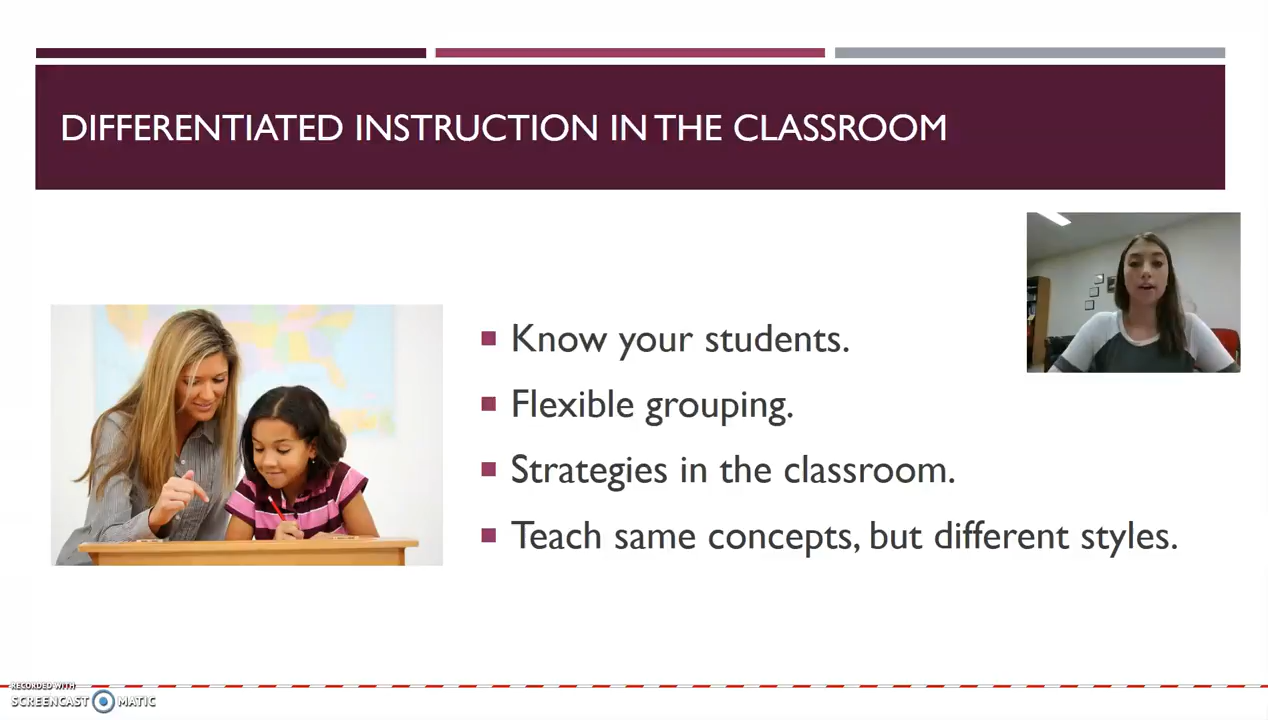 DIFFERENTIATED INSTRUCTION IN THE CLASSROOM
Know your students.
Flexible grouping.
Strategies in the classroom.
Teach same concepts, but different styles.
RECORDED WITH
SCREENCAST MATIC